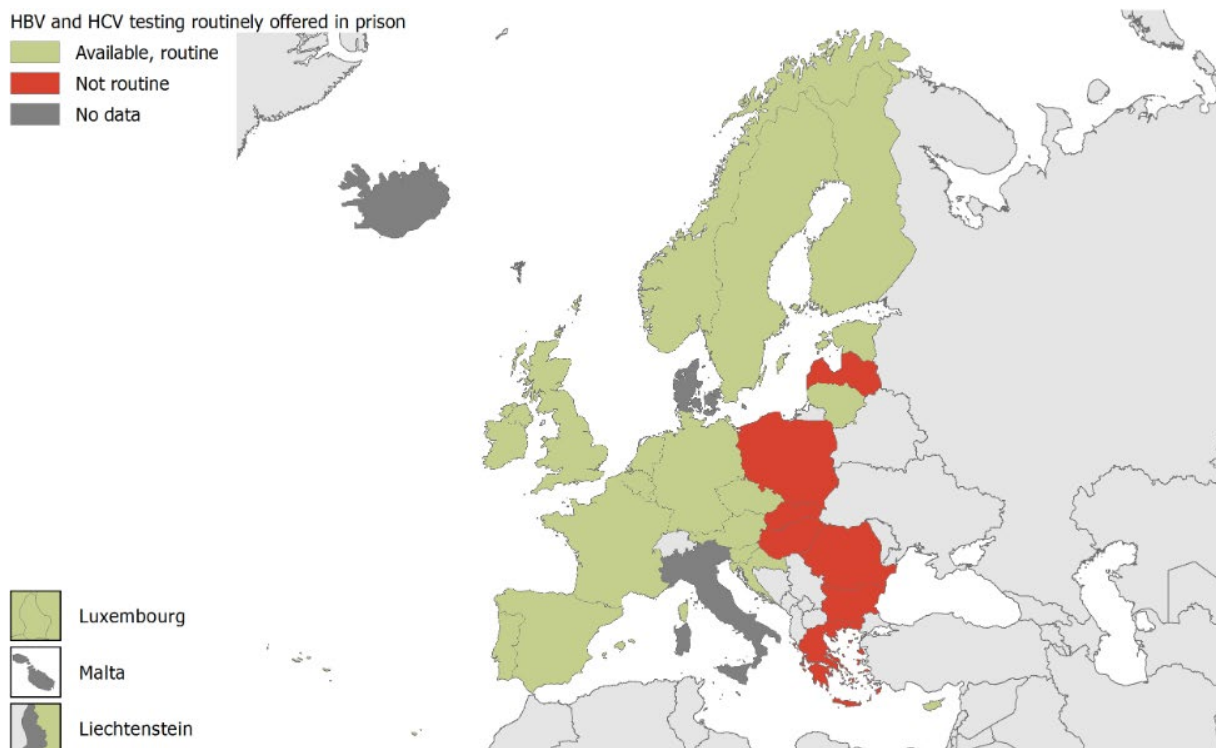 HBV and HCV testing routinely offered in prison
Available, routine
Not routine
No data
Luxembourg
Malta
Liechtenstein